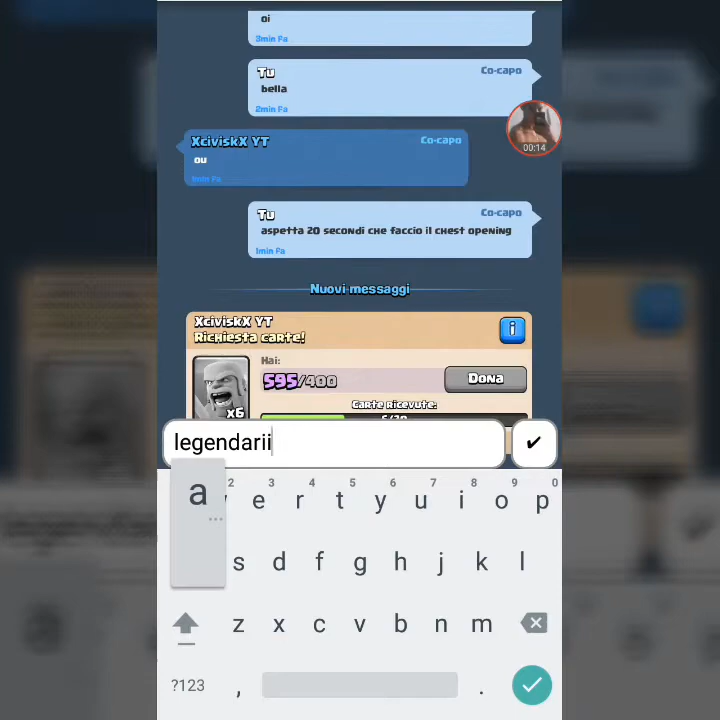 oi
3min Fa
Tu
Co-capo
bella
2min Fa
XciviskX YT
Co-capo
ou
00:14
Tu
Co-capo
aspetta 20 secondi che faccio il chest opening
1min Fa
Nuovi messaggi
XciviskX YT
Richiesta carte!
i
Hai:
595/400
Dona
x6
Carte Ricevute:
legendarii
✔
a
2 3 4 5 6 7 8 9 0
e r t y u i o p
s d f g h j k l
z x c v b n m
?123 , .